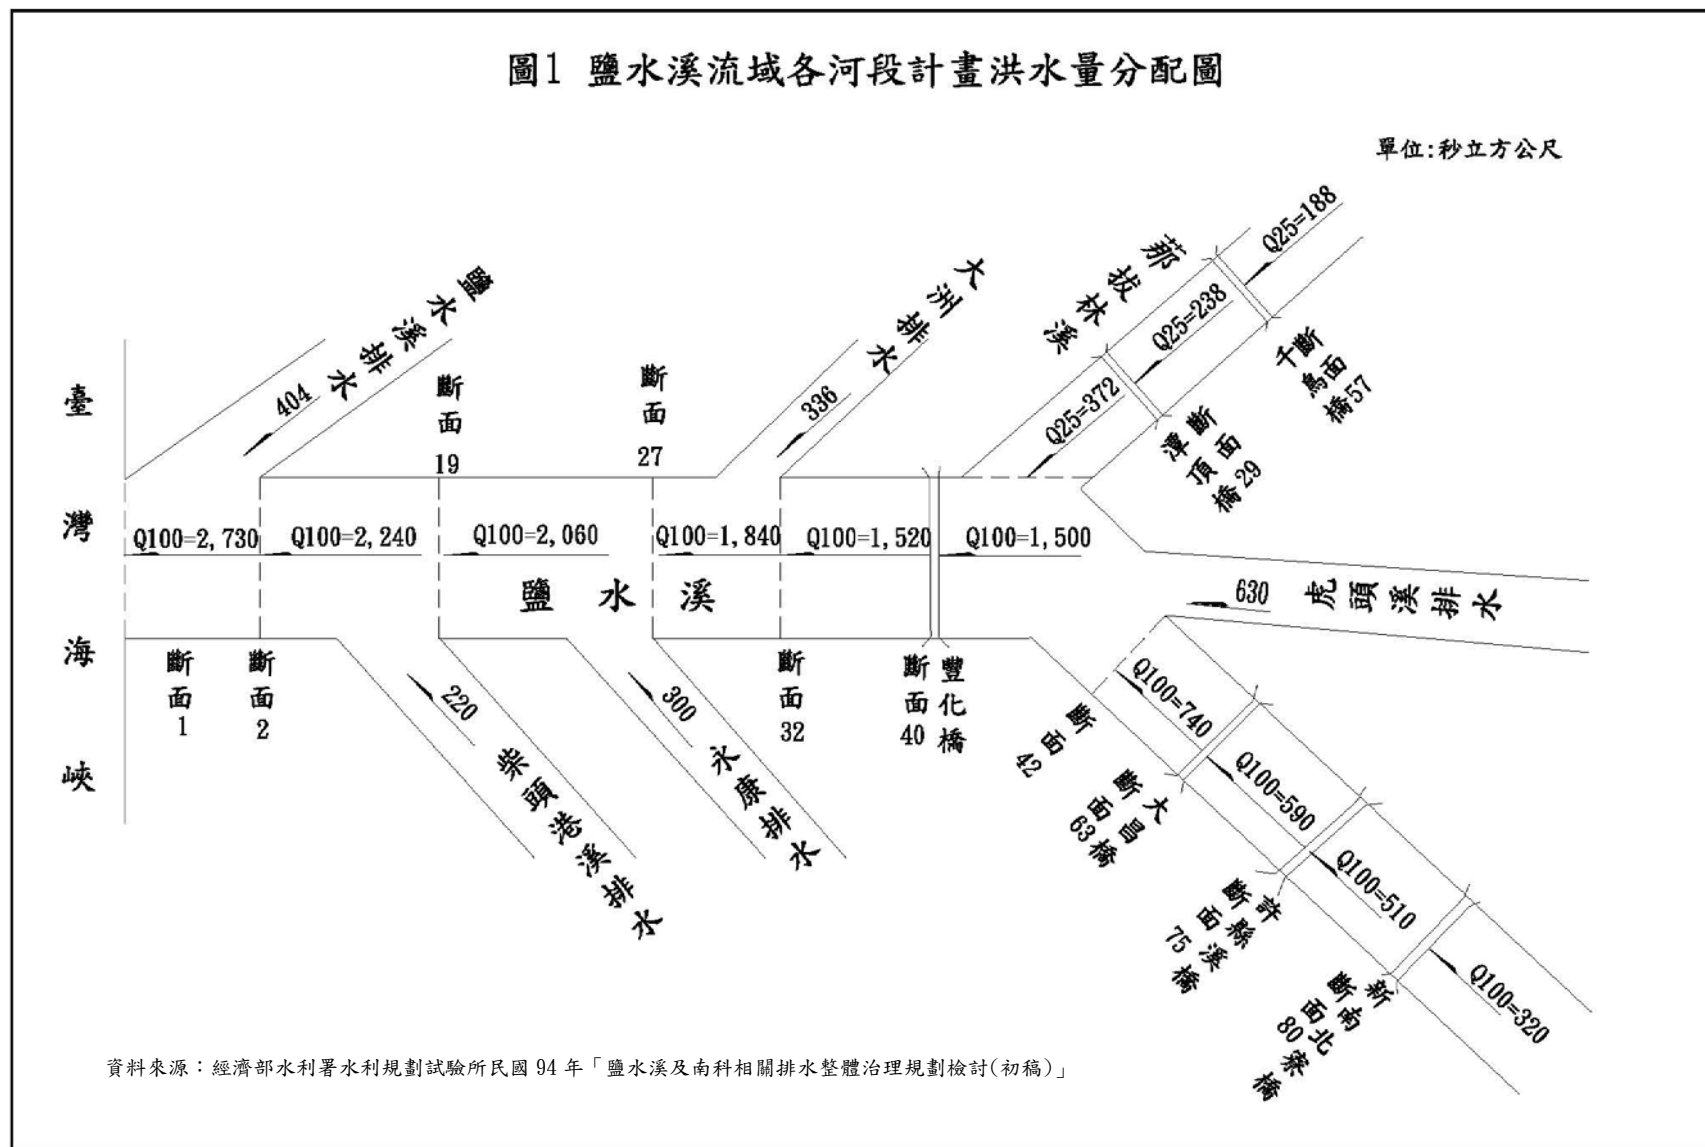 圖1 鹽水溪流域各河段計畫洪水量分配圖
單位:秒立方公尺
臺灣海峽
鹽水溪排水
404
斷面19
斷面27
大洲排水
336
那拔林溪
Q25=188
Q25=238
Q25=372
千鳥橋
斷面57
潭頂橋
斷面29
Q100=2,730
Q100=2,240
Q100=2,060
Q100=1,840
Q100=1,520
Q100=1,500
鹽水溪
630
虎頭溪排水
斷面1
斷面2
220
柴頭港溪排水
300
永康排水
斷面32
斷面40
豐化橋
斷面42
Q100=740
斷面63
大昌橋
Q100=590
斷面75
許縣溪橋
Q100=510
斷面80
新南北寮橋
Q100=320
資料來源：經濟部水利署水利規劃試驗所民國 94 年「鹽水溪及南科相關排水整體治理規劃檢討(初稿)」